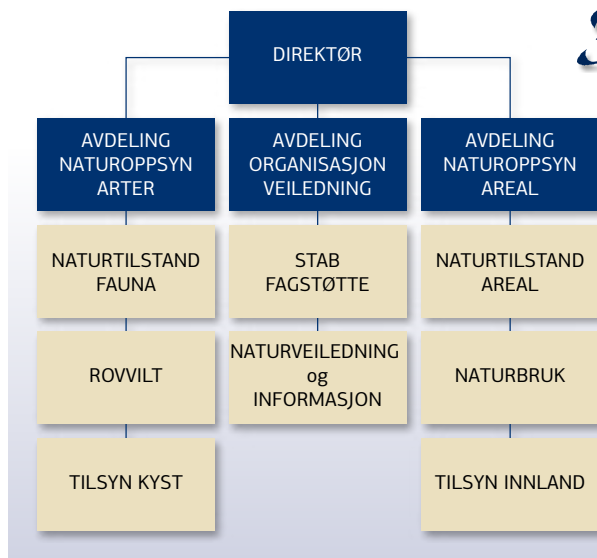 DIREKTØR
AVDELING
NATUROPPSYN
ARTER
AVDELING
ORGANISASJON
VEILEDNING
AVDELING
NATUROPPSYN
AREAL
NATURTILSTAND
FAUNA
STAB
FAGSTØTTE
NATURTILSTAND
AREAL
ROVVILT
NATURVEILEDNING
og
INFORMASJON
NATURBRUK
TILSYN KYST
TILSYN INNLAND